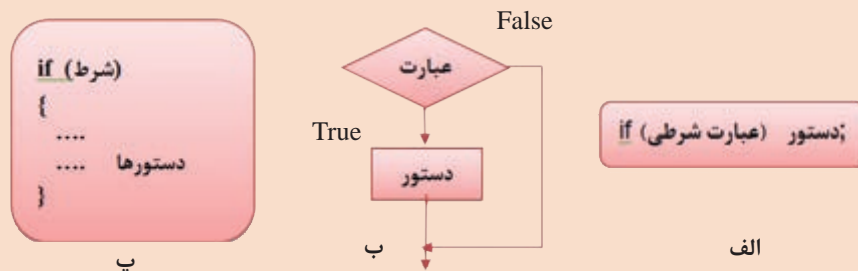 if (عبارت شرطی) دستور;
الف
False
عبارت
True
دستور
ب
if (شرط)
{
....
.... دستورها
}
پ